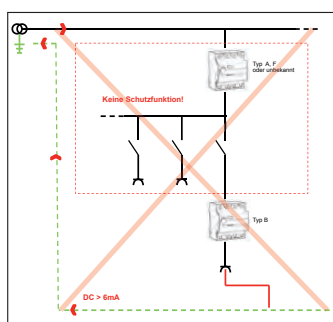 Typ A, F
oder unbekannt
Keine Schutzfunktion!
Typ B
DC > 6mA